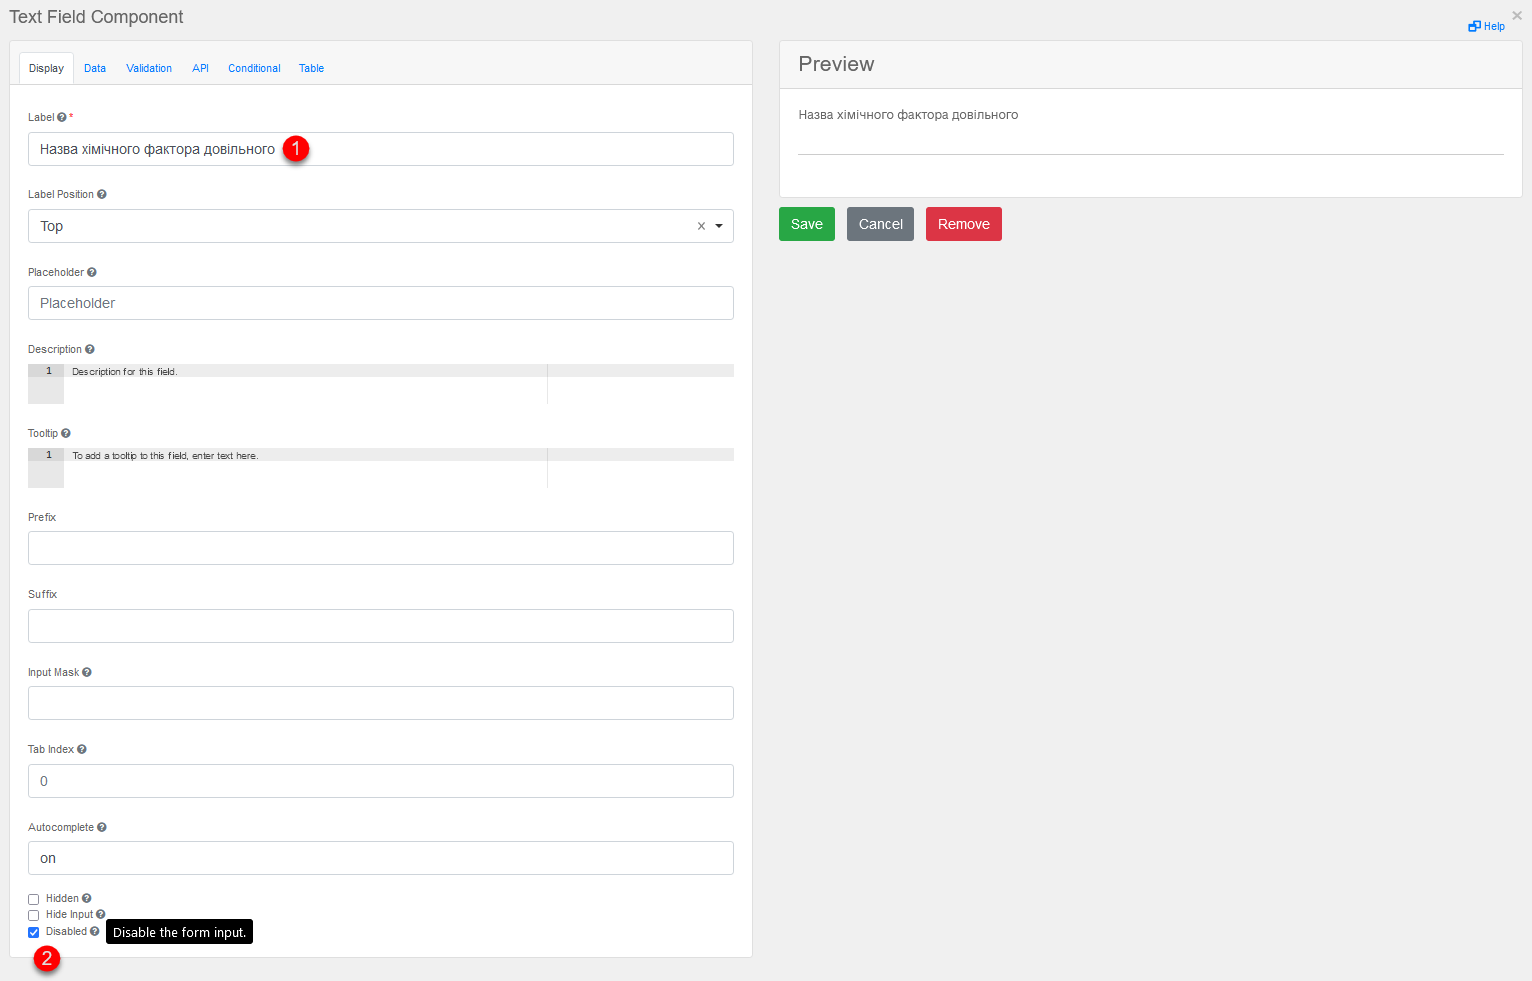 Text Field Component
×
Help
Display
Data
Validation
API
Conditional
Table
Label *
Назва хімічного фактора довільного
1
Label Position
Top
×
Placeholder
Placeholder
Description
1 Description for this field.
Tooltip
1 To add a tooltip to this field, enter text here.
Prefix
Suffix
Input Mask
Tab Index
0
Autocomplete
on
Hidden
Hide Input
Disabled
Disable the form input.
2
Preview
Назва хімічного фактора довільного
Save
Cancel
Remove